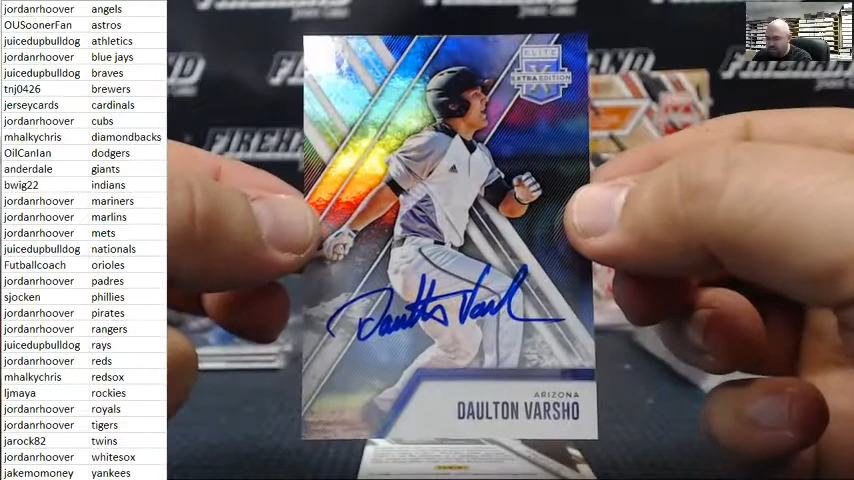 jordanrhoover angels
OUSoonerFan astros
juicedupbulldog athletics
jordanrhoover blue jays
juicedupbulldog braves
tnj0426 brewers
jerseycards cardinals
jordanrhoover cubs
mhalkychris diamondbacks
OilCanIan dodgers
anderdale giants
bwig22 indians
jordanrhoover mariners
jordanrhoover marlins
jordanrhoover mets
juicedupbulldog nationals
Futballcoach orioles
jordanrhoover padres
sjocken phillies
jordanrhoover pirates
jordanrhoover rangers
juicedupbulldog rays
jordanrhoover reds
mhalkychris redsox
ljmaya rockies
jordanrhoover royals
jordanrhoover tigers
jarock82 twins
jordanrhoover whitesox
jakemomoney yankees
ELITE
X
EXTRA EDITION
Daulton Varsho
ARIZONA
DAULTON VARSHO
FIREHAND